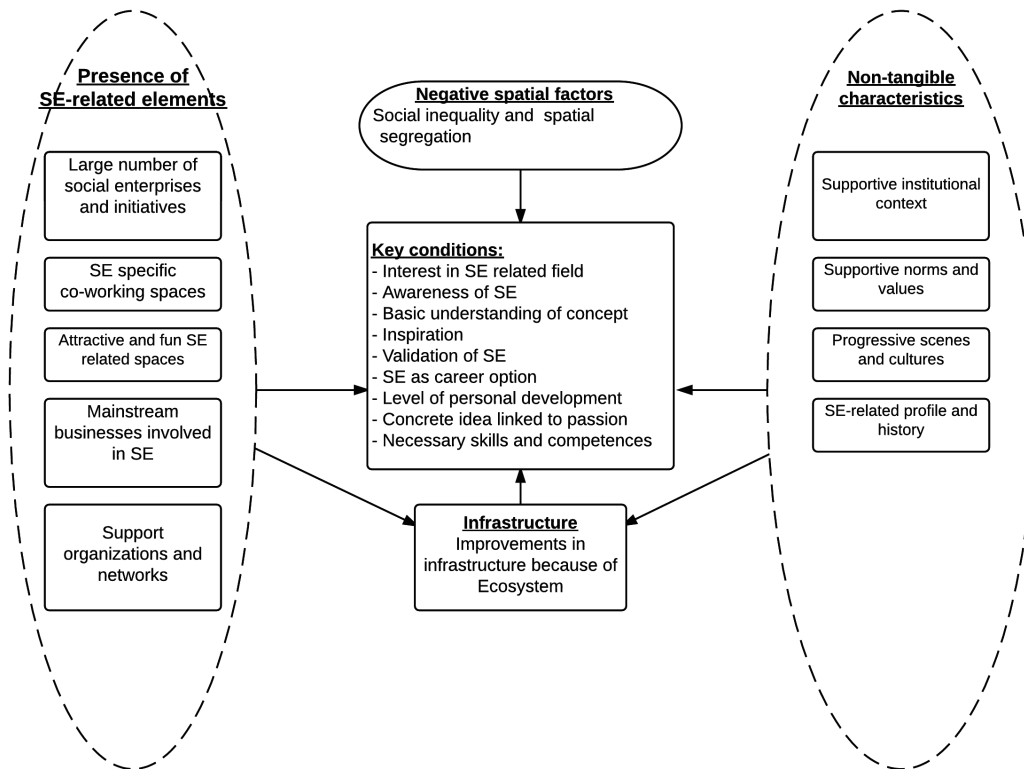 Presence of
SE-related elements
Large number of
social enterprises
and initiatives
SE specific
co-working spaces
Attractive and fun SE
related spaces
Mainstream
businesses involved
in SE
Support
organizations and
networks
Negative spatial factors
Social inequality and  spatial
segregation
Key conditions:
- Interest in SE related field
- Awareness of SE
- Basic understanding of concept
- Inspiration
- Validation of SE
- SE as career option
- Level of personal development
- Concrete idea linked to passion
- Necessary skills and competences
Infrastructure
Improvements in
infrastructure because of
Ecosystem
Non-tangible
characteristics
Supportive institutional
context
Supportive norms and
values
Progressive scenes
and cultures
SE-related profile and
history